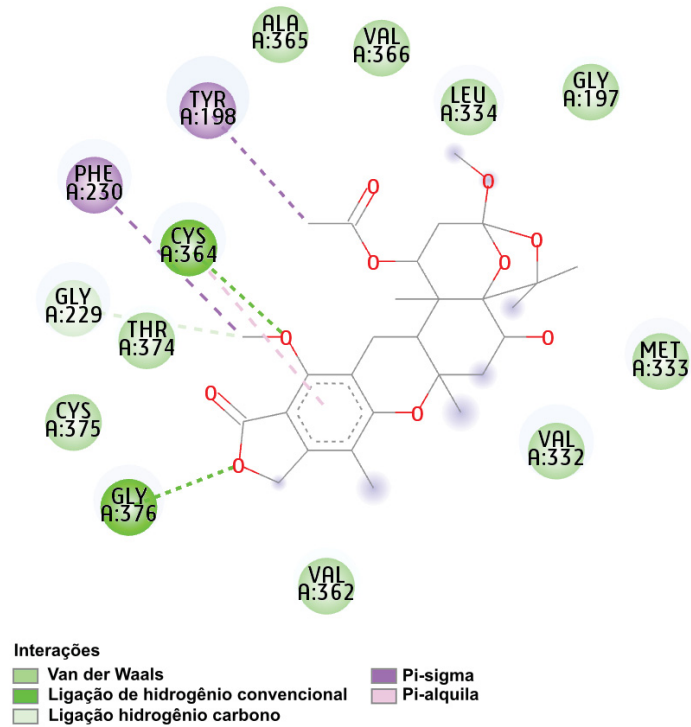 ALA
A:365
VAL
A:366
GLY
A:197
LEU
A:334
TYR
A:198
PHE
A:230
CYS
A:364
GLY
A:229
THR
A:374
CYS
A:375
GLY
A:376
MET
A:333
VAL
A:332
VAL
A:362
O
O
O
O
O
O
O
O
O
O
Interações
Van der Waals
Ligação de hidrogênio convencional
Ligação hidrogênio carbono
Pi-sigma
Pi-alquila